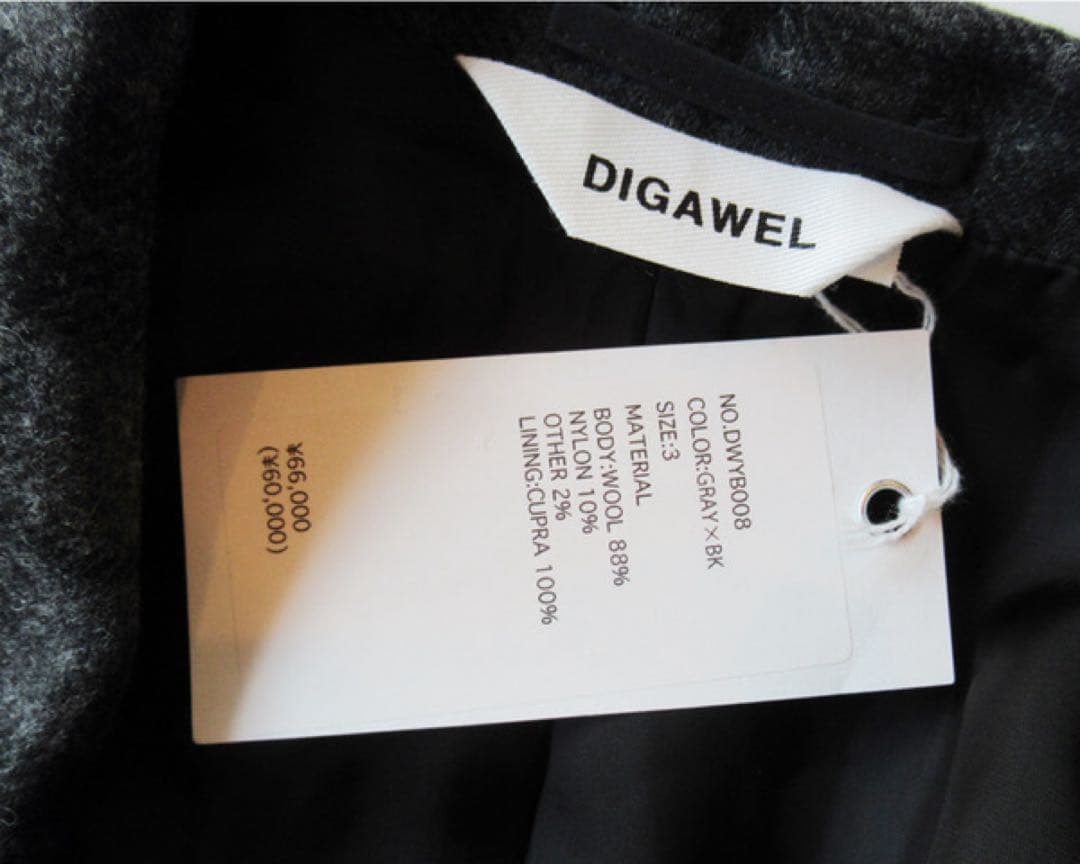 DIGAWEL
NO.DWYB008
COLOR:GRAY×BK
SIZE:3
MATERIAL
BODY:WOOL 88%
NYLON 10%
OTHER 2%
LINING:CUPRA 100%
¥66,000
(¥60,000)